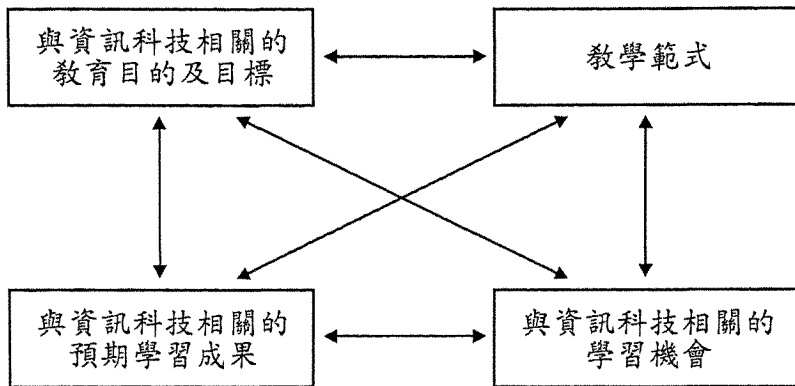 與資訊科技相關的
教育目的及目標
教學範式
與資訊科技相關的
預期學習成果
與資訊科技相關的
學習機會